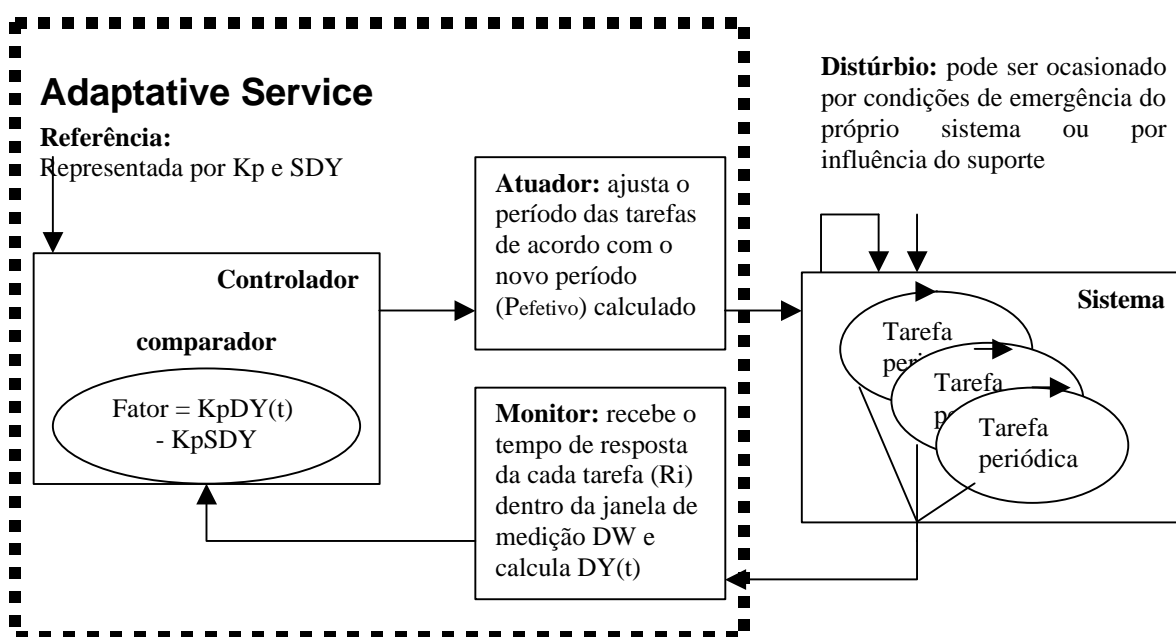 Adaptative Service
Referência:
Representada por Kp e SDY
Controlador
comparador
Fator = KpDY(t)
- KpSDY
Atuador: ajusta o
período das tarefas
de acordo com o
novo período
(Pefetivo) calculado
Monitor: recebe o
tempo de resposta
da cada tarefa (Ri)
dentro da janela de
medição DW e
calcula DY(t)
Distúrbio: pode ser ocasionado
por condições de emergência do
próprio sistema ou por
influência do suporte
Sistema
Tarefa
Tarefa
Tarefa
periódica